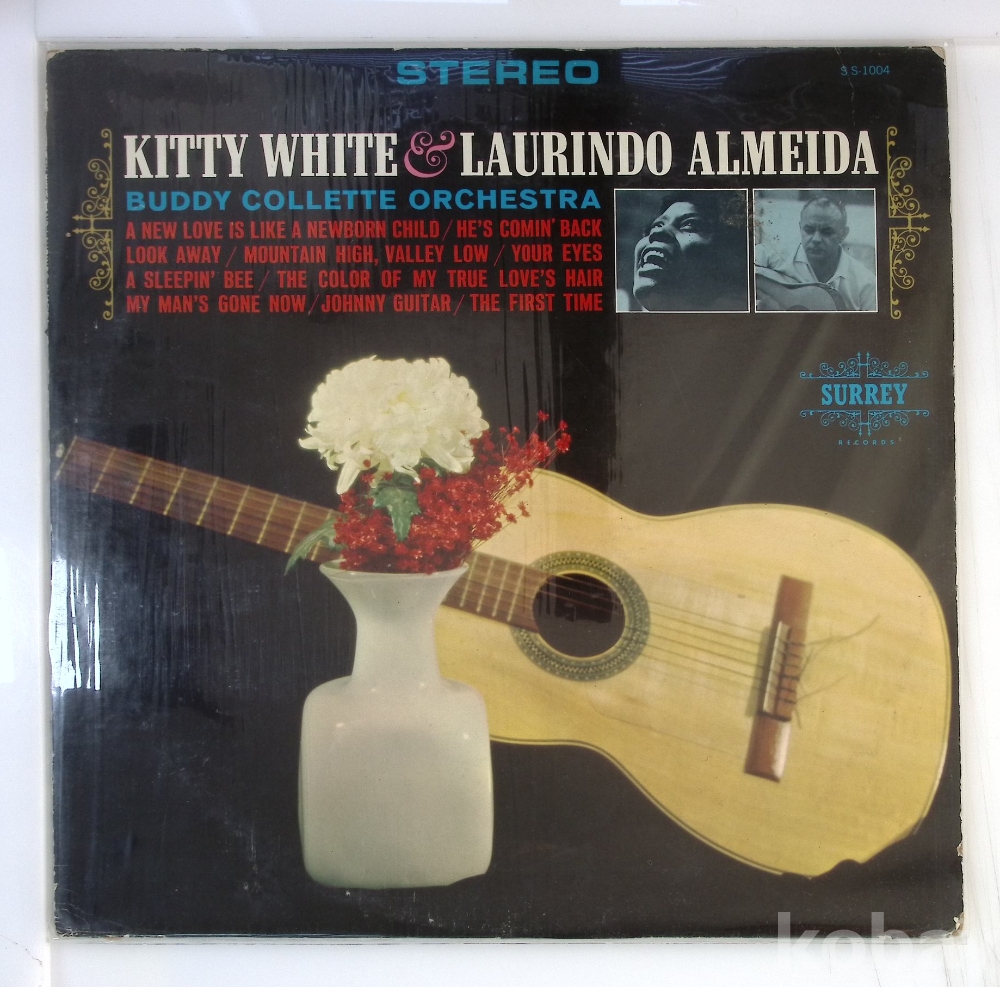 STEREO
SS-1004
KITTY WHITE & LAURINDO ALMEIDA
BUDDY COLLETTE ORCHESTRA
A NEW LOVE IS LIKE A NEWBORN CHILD / HE'S COMIN' BACK
LOOK AWAY / MOUNTAIN HIGH, VALLEY LOW / YOUR EYES
A SLEEPIN' BEE / THE COLOR OF MY TRUE LOVE'S HAIR
MY MAN'S GONE NOW / JOHNNY GUITAR / THE FIRST TIME
SURREY
RECORDS